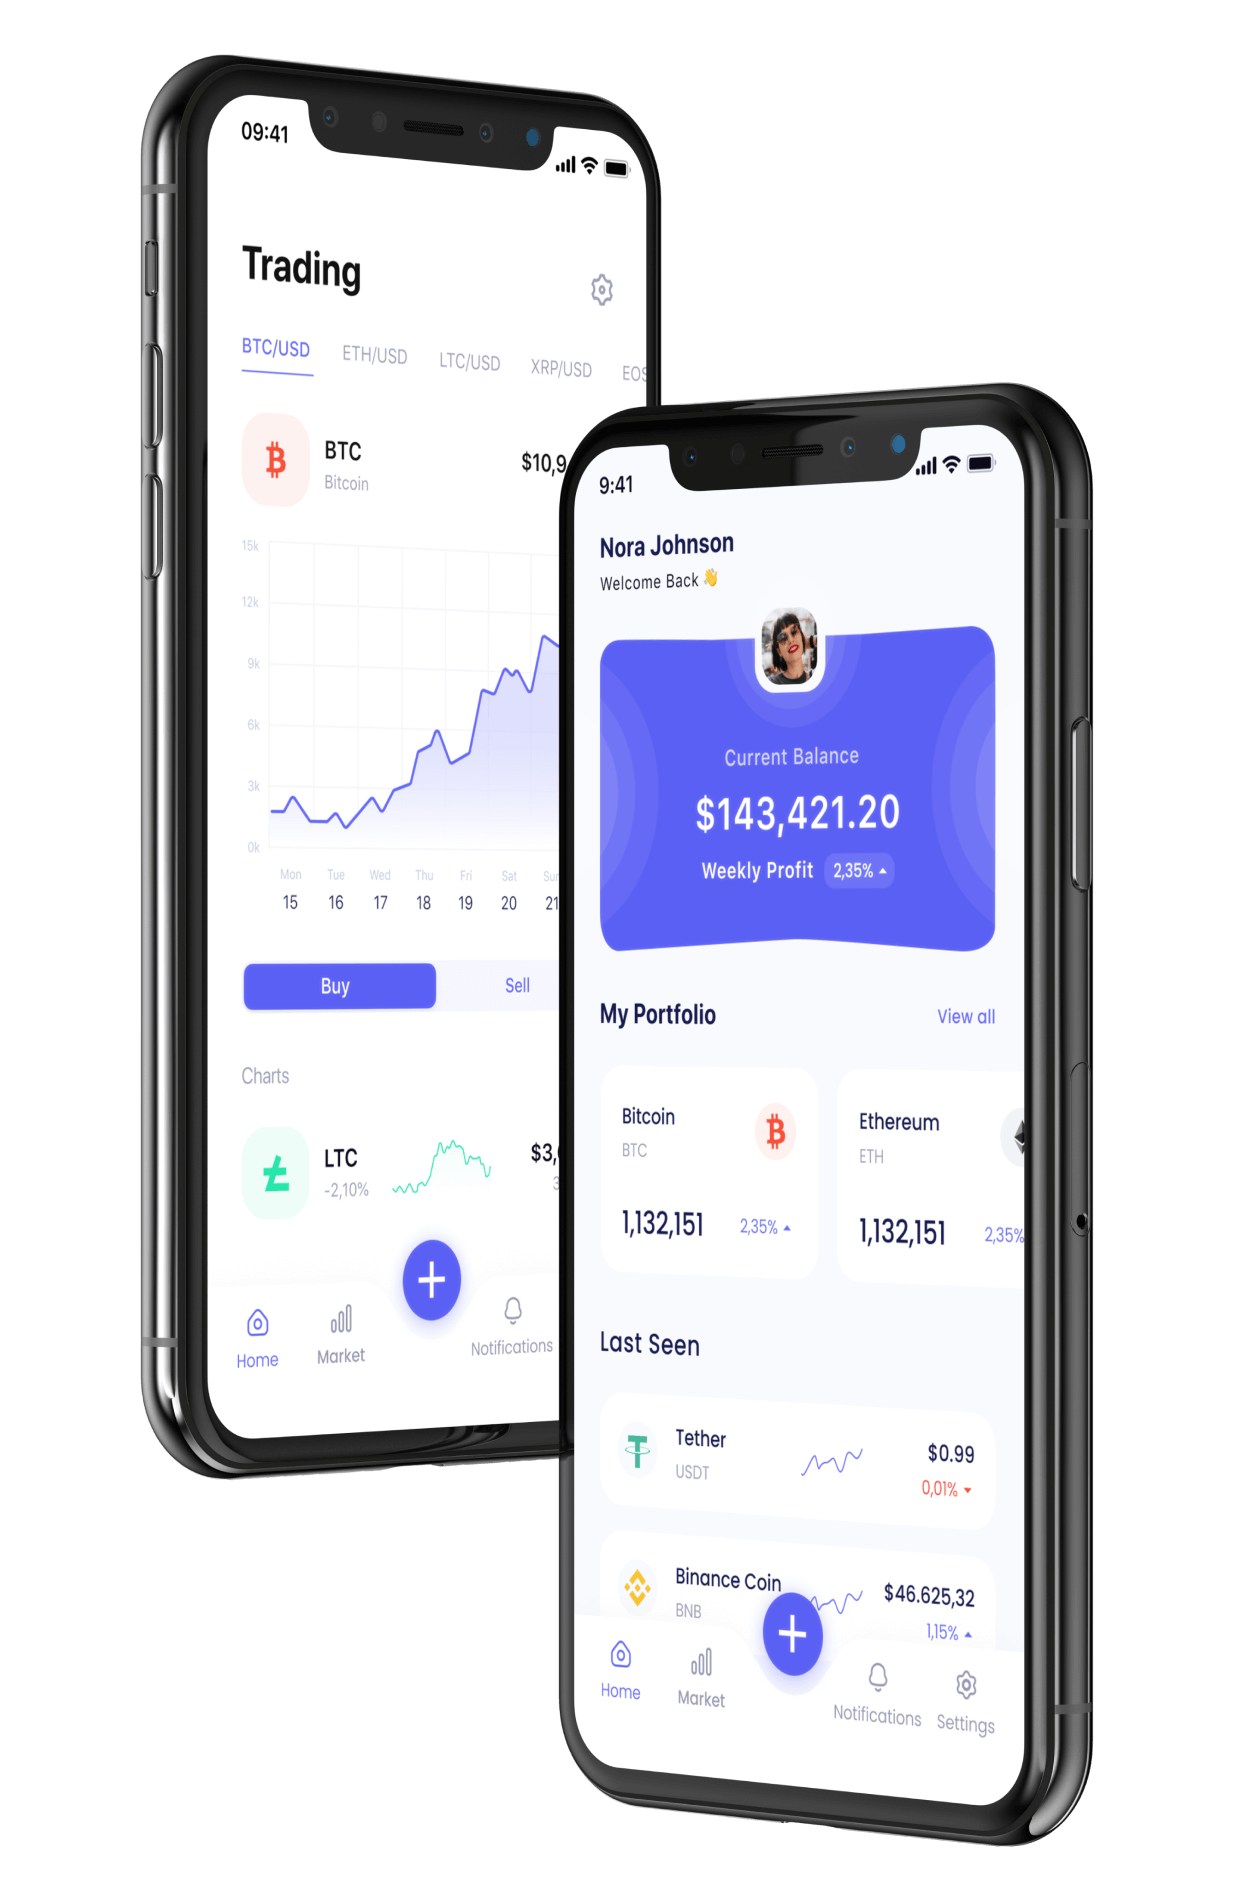 09:41
Trading
BTC/USD ETH/USD LTC/USD XRP/USD EOS
BTC
Bitcoin
$10,9
15k
12k
9k
6k
3k
0k
Mon Tue Wed Thu Fri Sat Sun
15 16 17 18 19 20 21
Buy Sell
Charts
LTC
-2,10%
$3,
Home Market Notifications
9:41
Nora Johnson
Welcome Back 👋
Current Balance
$143,421.20
Weekly Profit 2,35%
My Portfolio View all
Bitcoin
BTC
1,132,151 2,35%
Ethereum
ETH
1,132,151 2,35%
Last Seen
Tether
USDT
$0.99
0,01%
Binance Coin
BNB
$46.625,32
1,15%
Home Market Notifications Settings